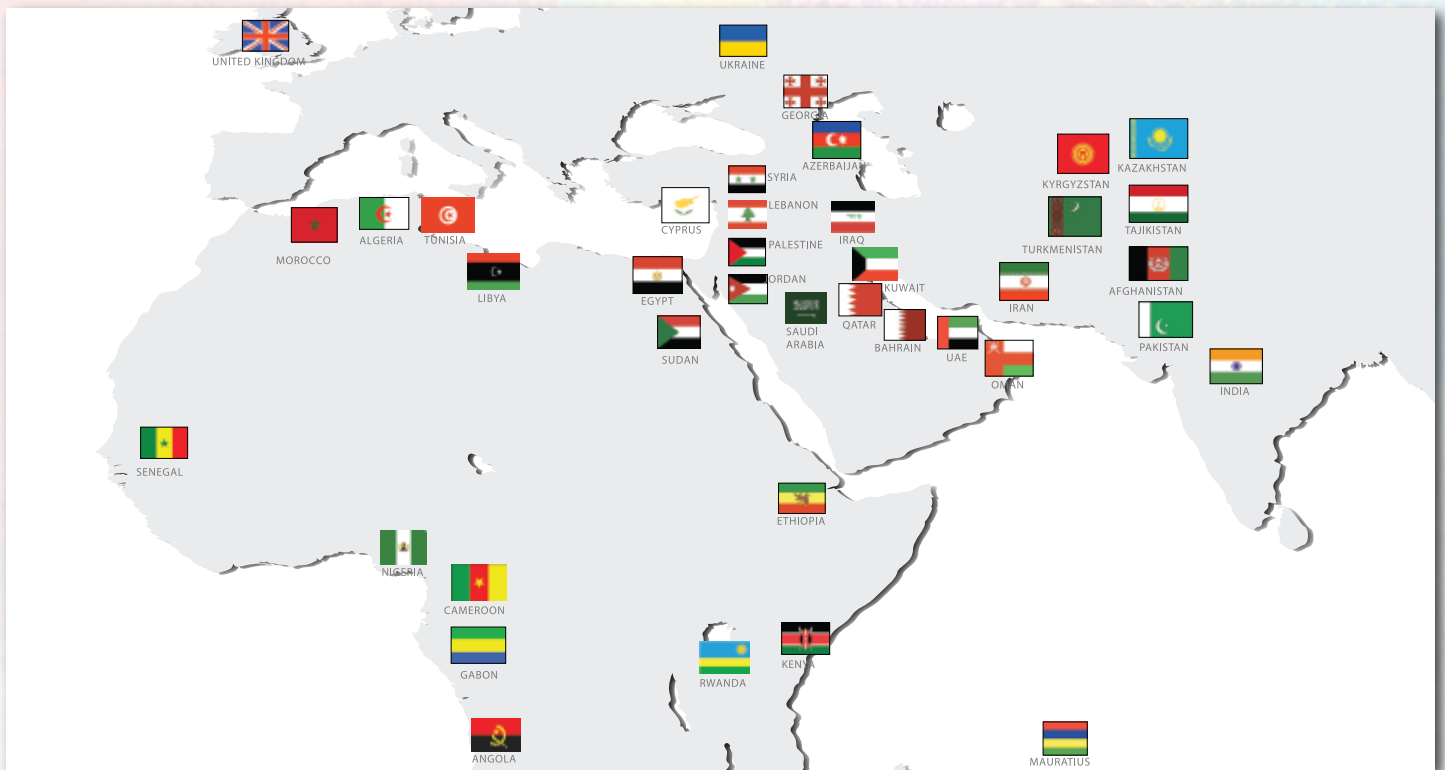 UNITED KINGDOM
UKRAINE
GEORGIA
AZERBAIJAN
KYRGYZSTAN
KAZAKHSTAN
SYRIA
LEBANON
CYPRUS
IRAQ
PALESTINE
JORDAN
TURKMENISTAN
TAJIKISTAN
MOROCCO
ALGERIA
TUNISIA
LIBYA
EGYPT
KUWAIT
IRAN
AFGHANISTAN
SUDAN
SAUDI
ARABIA
QATAR
BAHRAIN
UAE
OMAN
PAKISTAN
INDIA
SENEGAL
ETHIOPIA
NIGERIA
CAMEROON
GABON
RWANDA
KENYA
ANGOLA
MAURATIUS